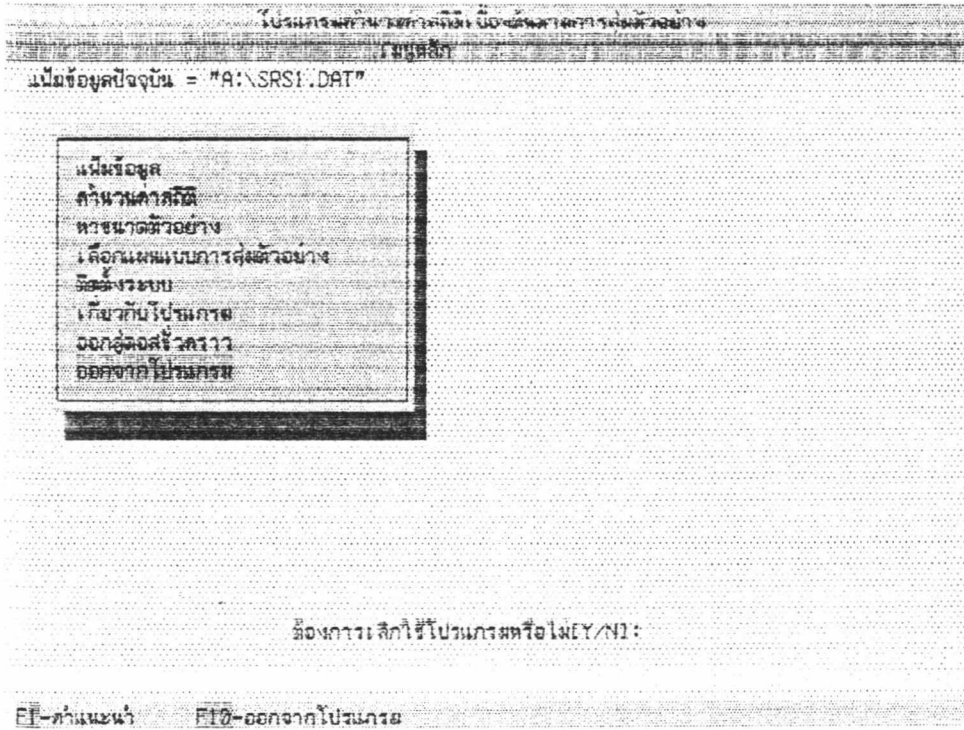 โปรแกรมคำนวณค่าสถิติเบื้องต้นตามการสุ่มตัวอย่าง
เมนูหลัก
แฟ้มข้อมูลปัจจุบัน = "A:\SRS1.DAT"
แฟ้มข้อมูล
คำนวนค่าสถิติ
หาขนาดตัวอย่าง
เลือกแผนแบบการสุ่มตัวอย่าง
ติดตั้งระบบ
เกี่ยวกับโปรแกรม
ออกสู่ดอสชั่วคราว
ออกจากโปรแกรม
ต้องการเลิกใช้โปรแกรมหรือไม่[Y/N]:
F1-คำแนะนำ F10-ออกจากโปรแกรม